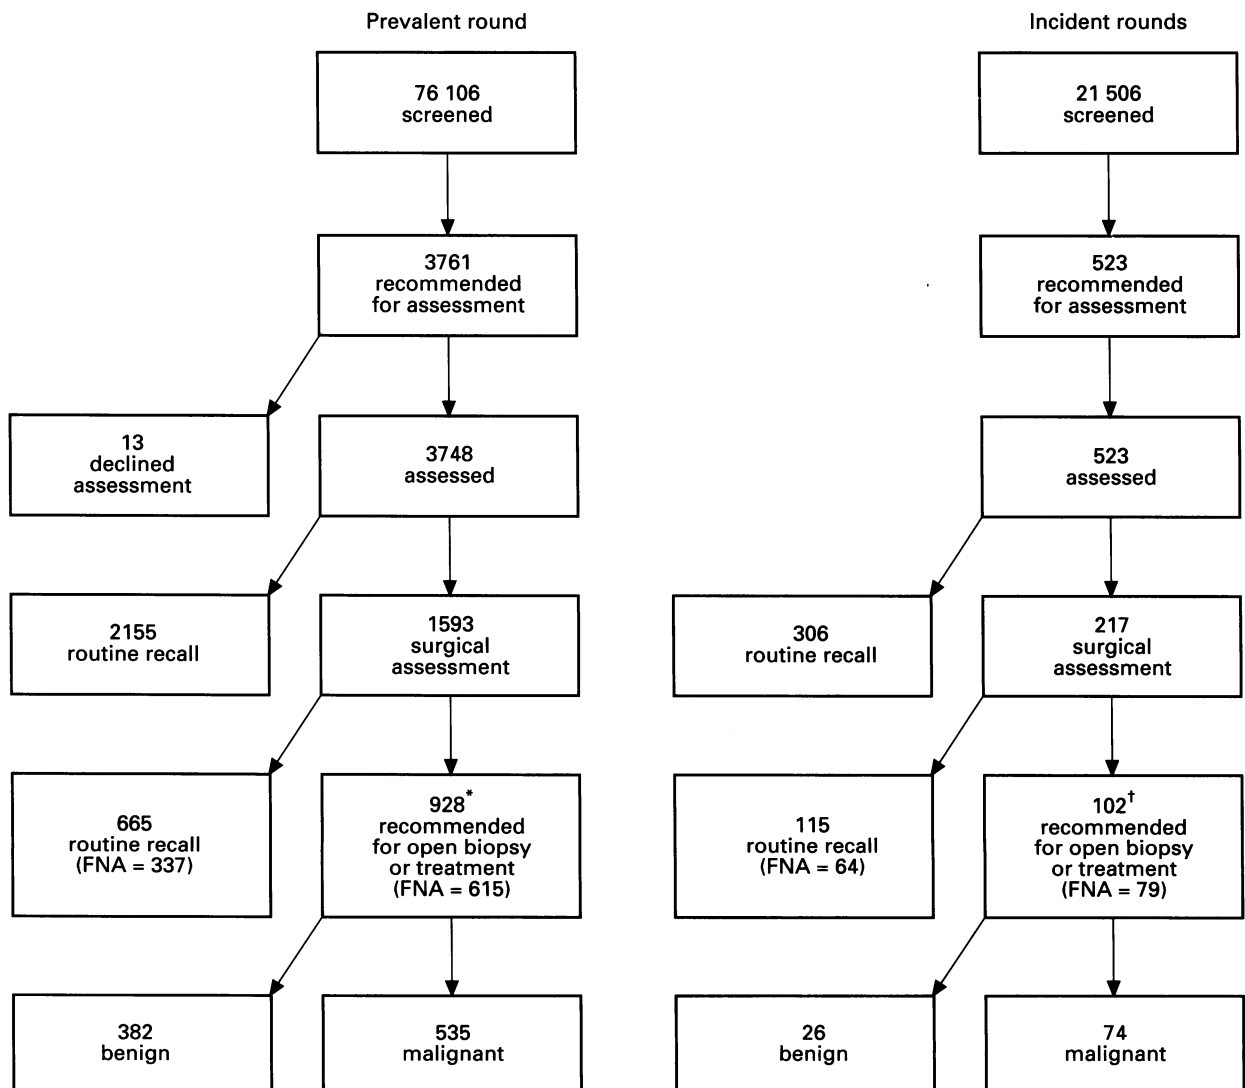 Prevalent round
76 106
screened
3761
recommended
for assessment
13
declined
assessment
3748
assessed
2155
routine recall
1593
surgical
assessment
665
routine recall
(FNA = 337)
928*
recommended
for open biopsy
or treatment
(FNA = 615)
382
benign
535
malignant
Incident rounds
21 506
screened
523
recommended
for assessment
523
assessed
306
routine recall
217
surgical
assessment
115
routine recall
(FNA = 64)
102†
recommended
for open biopsy
or treatment
(FNA = 79)
26
benign
74
malignant